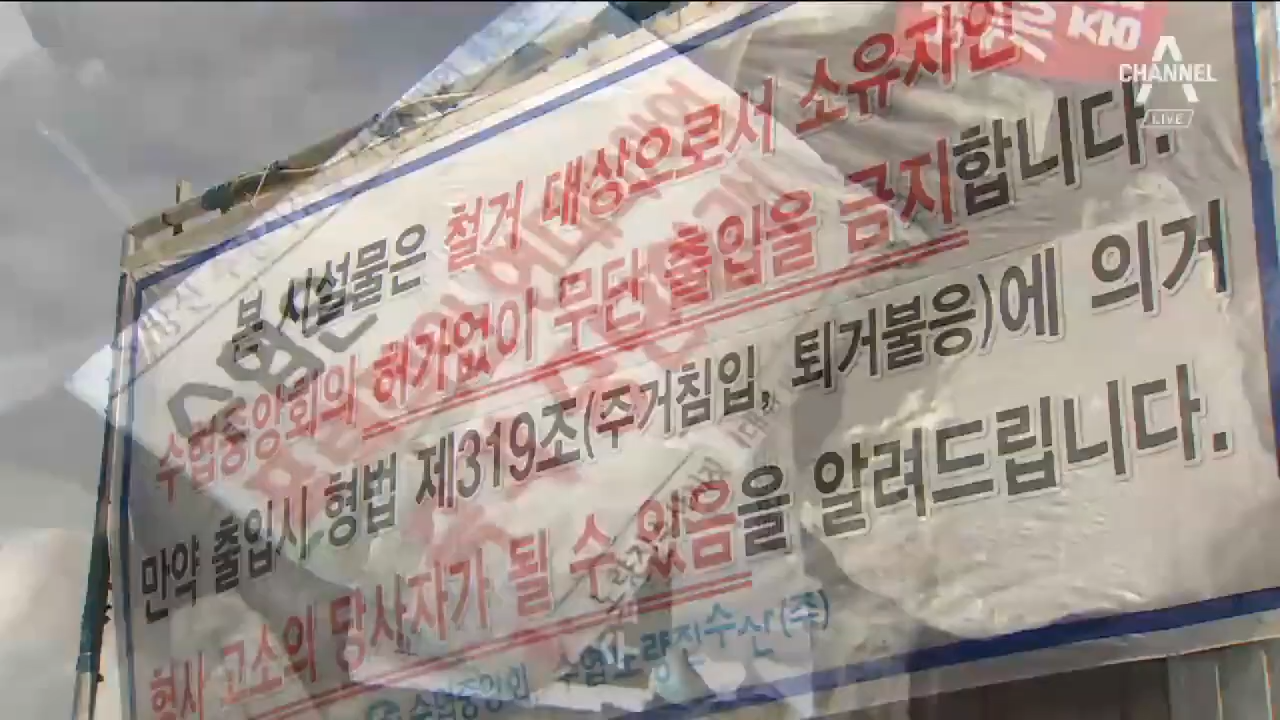 CHANNEL
LIVE
본 시설물은 철거 대상으로서 소유자인
수협중앙회의 허가없이 무단 출입을 금지합니다.
만약 출입시 형법 제319조(주거침입, 퇴거불응)에 의거
형사 고소의 당사자가 될 수 있음을 알려드립니다.
수협중앙회 수협노량진수산(주)